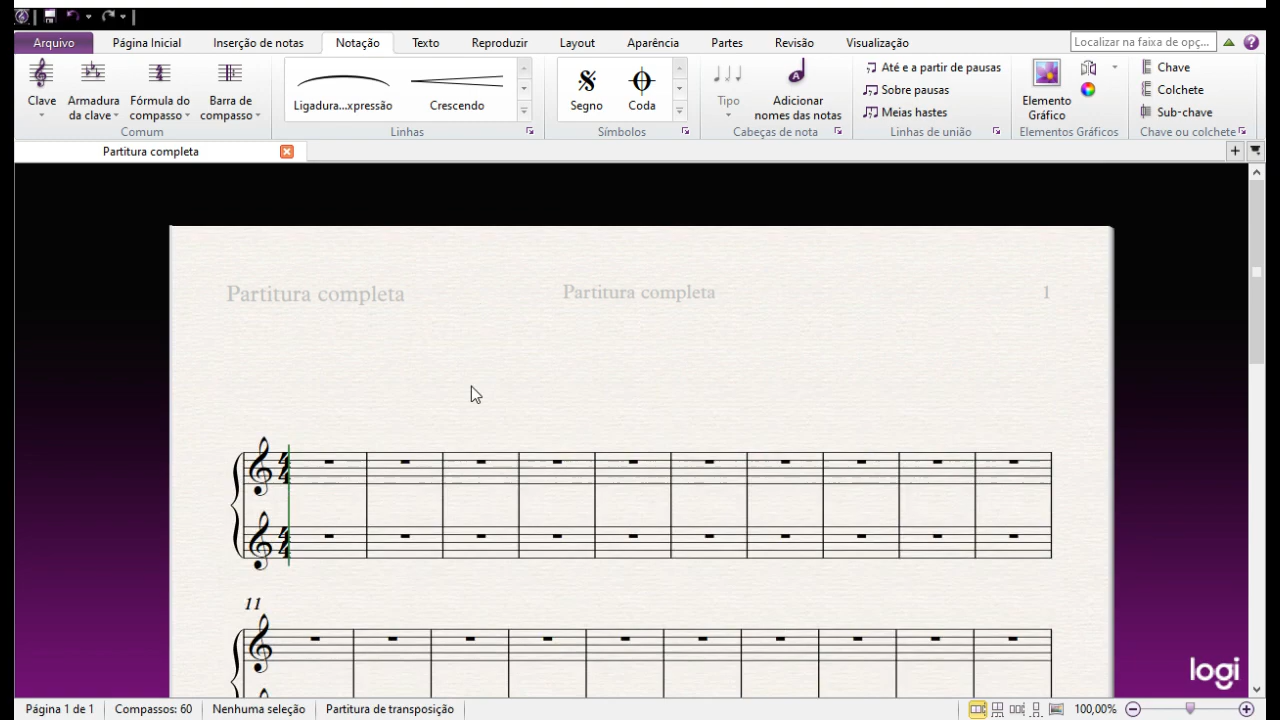 Arquivo Página Inicial Inserção de notas Notação Texto Reproduzir Layout Aparência Partes Revisão Visualização Localizar na faixa de opç...
Clave
Armadura
da clave
Fórmula do
compasso
Barra de
compasso
Comum
Ligadura...xpressão
Crescendo
Linhas
Segno
Coda
Símbolos
Tipo
Adicionar
nomes das notas
Cabeças de nota
Até e a partir de pausas
Sobre pausas
Meias hastes
Linhas de união
Elemento
Gráfico
Elementos Gráficos
Chave
Colchete
Sub-chave
Chave ou colchete
Partitura completa
Partitura completa Partitura completa 1
4
4
4
4
11
logi
Página 1 de 1 Compassos: 60 Nenhuma seleção Partitura de transposição 100,00%